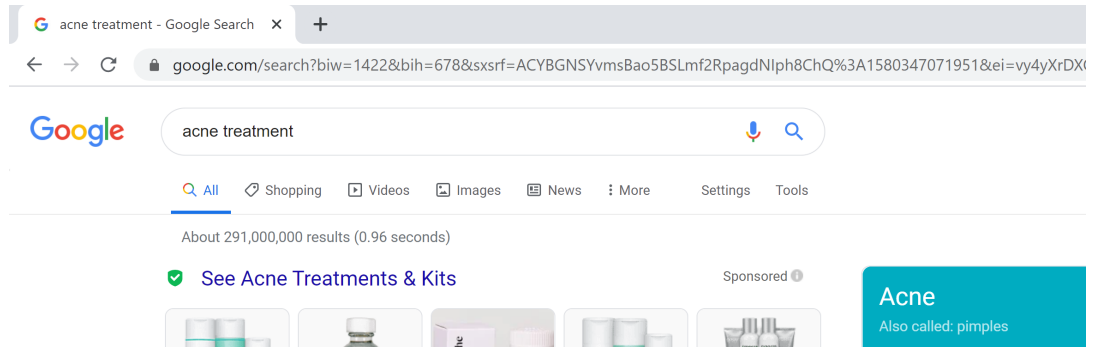 acne treatment - Google Search
google.com/search?biw=1422&bih=678&sxsrf=ACYBGNSYvmsBao5BSLmf2RpagdNIph8ChQ%3A1580347071951&ei=vy4yXrDX
Google
acne treatment
All Shopping Videos Images News More Settings Tools
About 291,000,000 results (0.96 seconds)
See Acne Treatments & Kits Sponsored
Acne
Also called: pimples